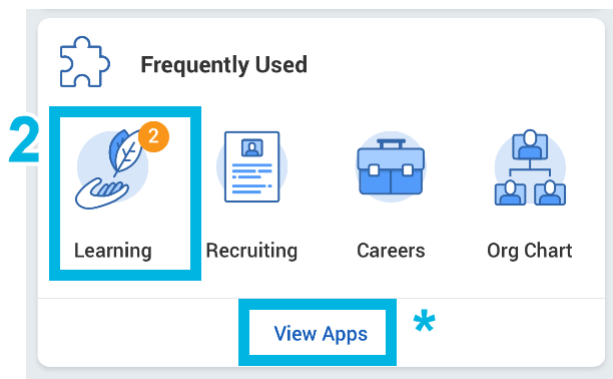 Frequently Used
2
2
Learning
Recruiting
Careers
Org Chart
View Apps
*